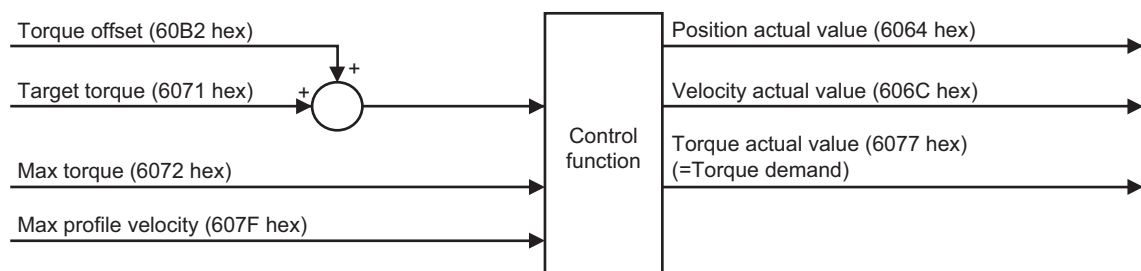 Torque offset (60B2 hex)
+
Target torque (6071 hex)
+
Max torque (6072 hex)
Max profile velocity (607F hex)
Control
function
Position actual value (6064 hex)
Velocity actual value (606C hex)
Torque actual value (6077 hex)
(=Torque demand)